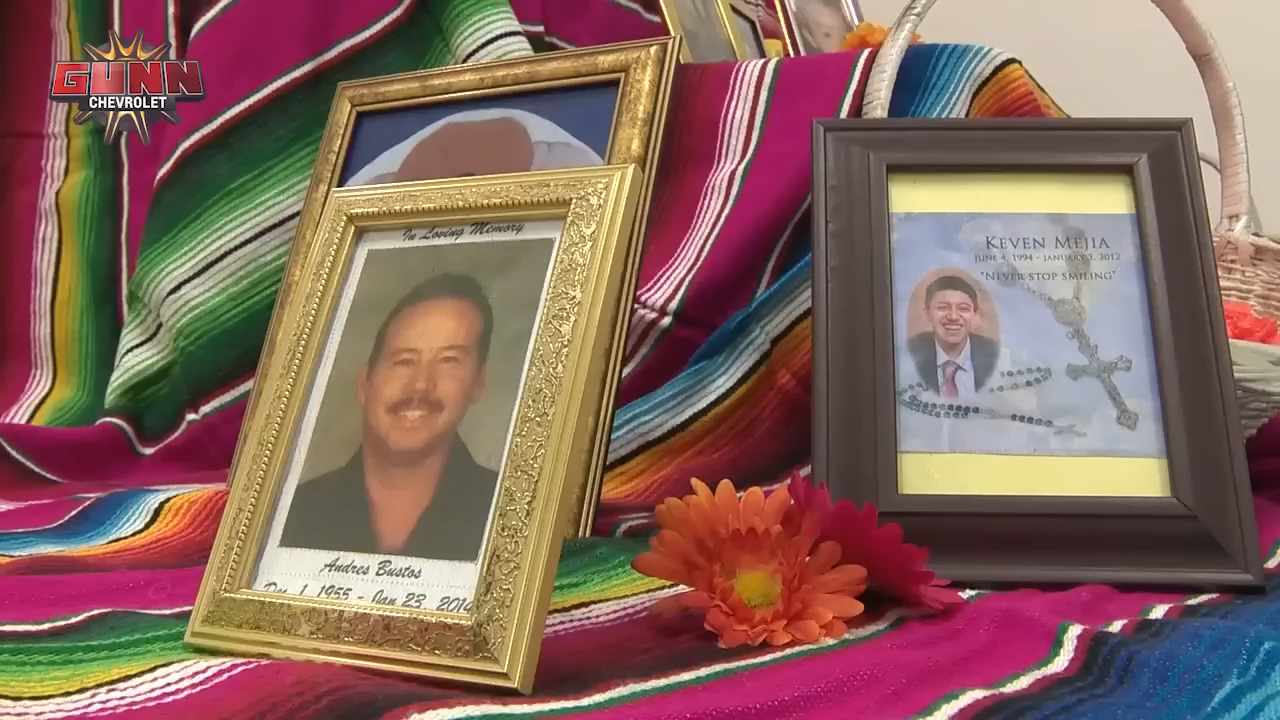 GUNN
CHEVROLET
In Loving Memory
Andres Bustos
Dec. 1, 1955 - Jan 23, 2014
KEVEN MEJIA
JUNE 4, 1994 - JANUARY 3, 2012
"NEVER STOP SMILING"